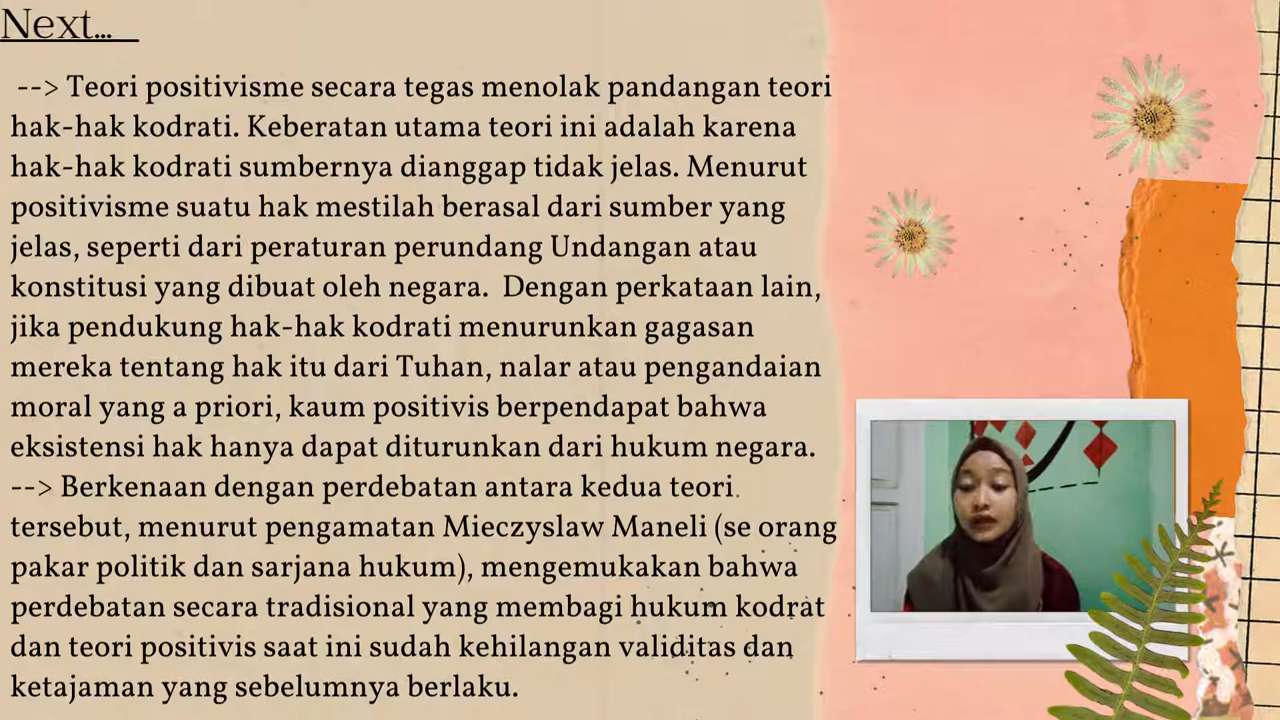 Next...
--> Teori positivisme secara tegas menolak pandangan teori
hak-hak kodrati. Keberatan utama teori ini adalah karena
hak-hak kodrati sumbernya dianggap tidak jelas. Menurut
positivisme suatu hak mestilah berasal dari sumber yang
jelas, seperti dari peraturan perundang Undangan atau
konstitusi yang dibuat oleh negara.  Dengan perkataan lain,
jika pendukung hak-hak kodrati menurunkan gagasan
mereka tentang hak itu dari Tuhan, nalar atau pengandaian
moral yang a priori, kaum positivis berpendapat bahwa
eksistensi hak hanya dapat diturunkan dari hukum negara.
--> Berkenaan dengan perdebatan antara kedua teori
tersebut, menurut pengamatan Mieczyslaw Maneli (se orang
pakar politik dan sarjana hukum), mengemukakan bahwa
perdebatan secara tradisional yang membagi hukum kodrat
dan teori positivis saat ini sudah kehilangan validitas dan
ketajaman yang sebelumnya berlaku.